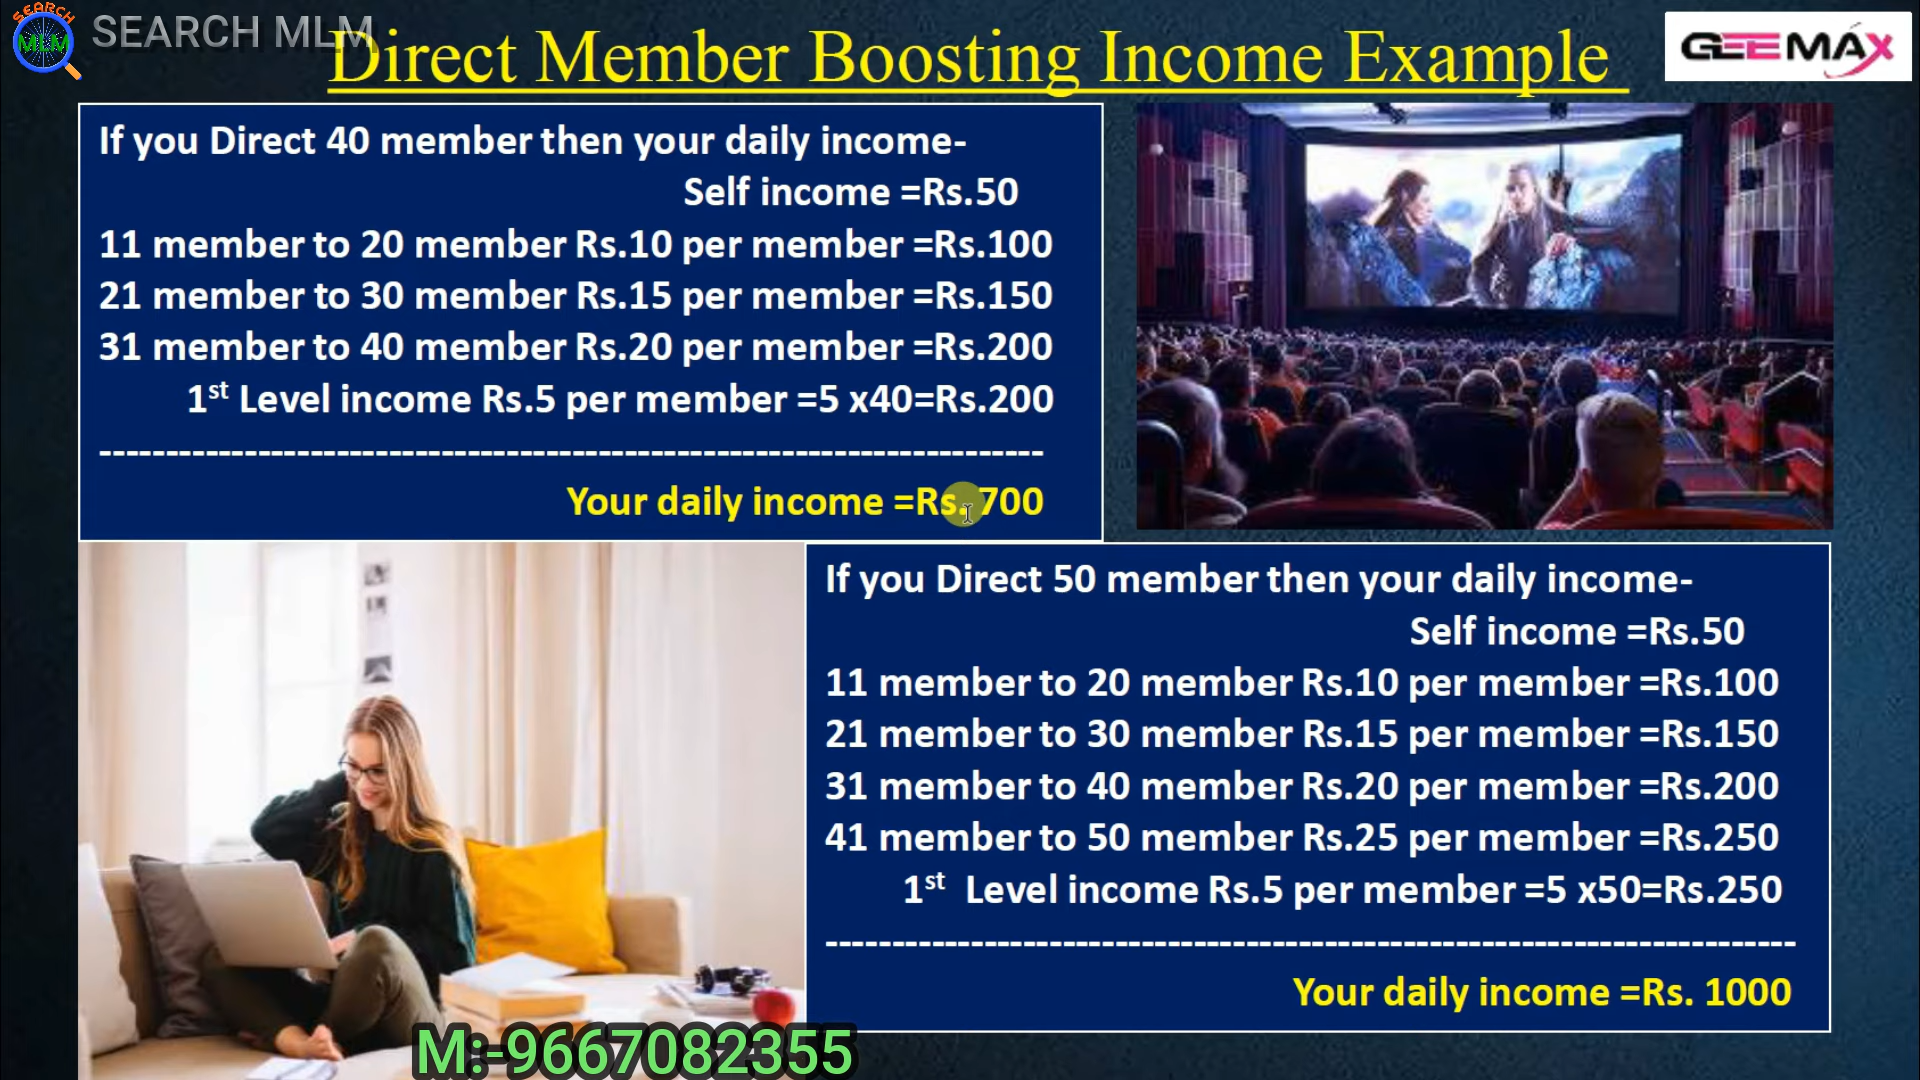 SEARCH
MLM
SEARCH MLM
Direct Member Boosting Income Example
GEEMAX
If you Direct 40 member then your daily income-
Self income =Rs.50
11 member to 20 member Rs.10 per member =Rs.100
21 member to 30 member Rs.15 per member =Rs.150
31 member to 40 member Rs.20 per member =Rs.200
1st Level income Rs.5 per member =5 x40=Rs.200
----------------------------------------------------------------------
Your daily income =Rs. 700
If you Direct 50 member then your daily income-
Self income =Rs.50
11 member to 20 member Rs.10 per member =Rs.100
21 member to 30 member Rs.15 per member =Rs.150
31 member to 40 member Rs.20 per member =Rs.200
41 member to 50 member Rs.25 per member =Rs.250
1st Level income Rs.5 per member =5 x50=Rs.250
------------------------------------------------------------------------
Your daily income =Rs. 1000
M:-9667082355